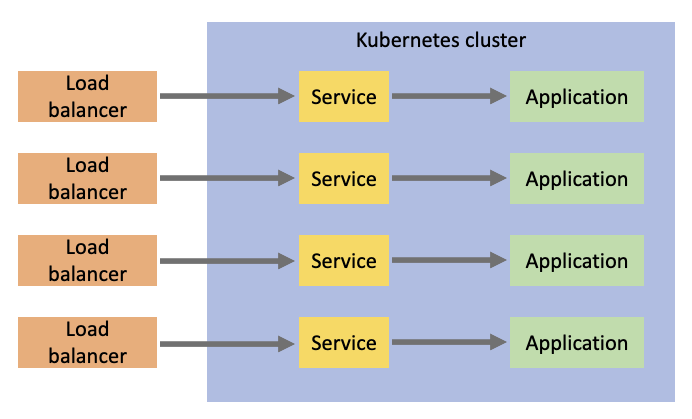 Kubernetes cluster
Load
balancer
Service
Application
Load
balancer
Service
Application
Load
balancer
Service
Application
Load
balancer
Service
Application